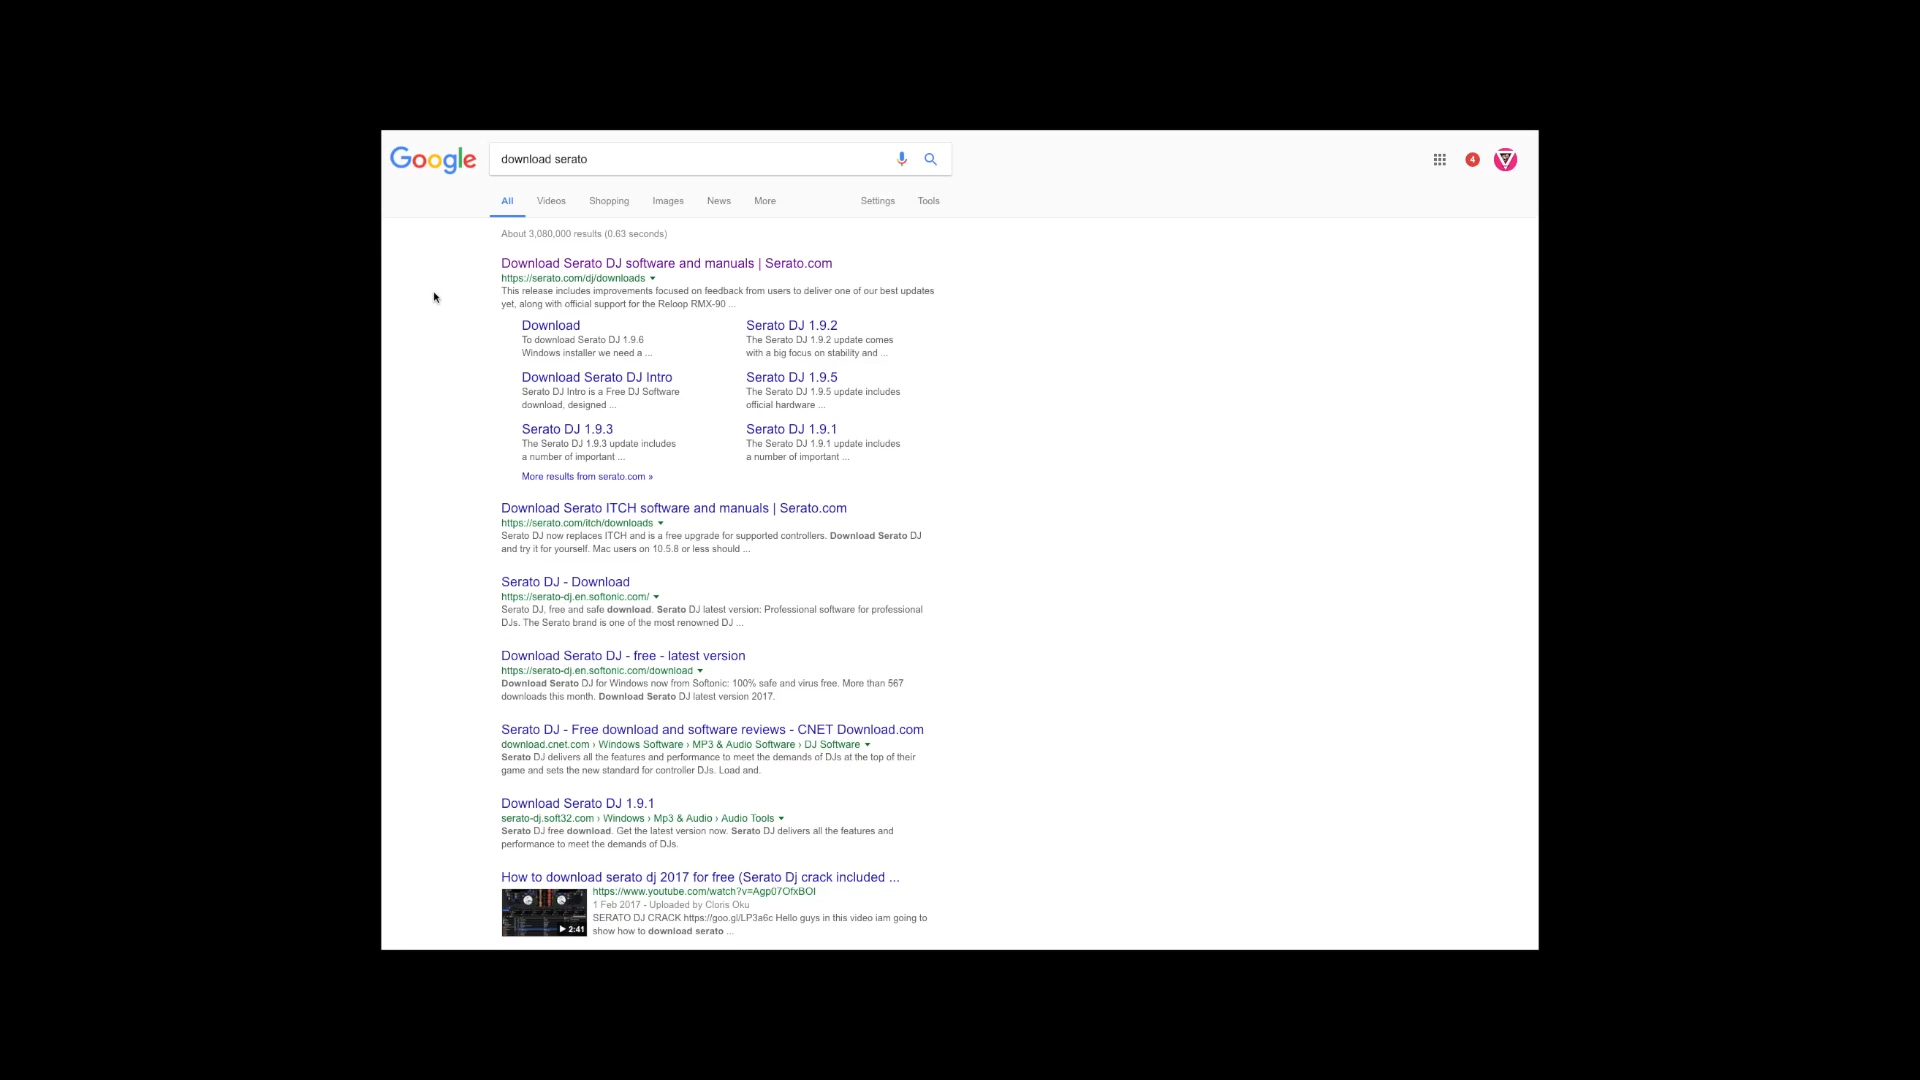 Google
download serato
4
All Videos Shopping Images News More Settings Tools
About 3,080,000 results (0.63 seconds)
Download Serato DJ software and manuals | Serato.com
https://serato.com/dj/downloads
This release includes improvements focused on feedback from users to deliver one of our best updates
yet, along with official support for the Reloop RMX-90 ...
Download
To download Serato DJ 1.9.6
Windows installer we need a ...
Serato DJ 1.9.2
The Serato DJ 1.9.2 update comes
with a big focus on stability and ...
Download Serato DJ Intro
Serato DJ Intro is a Free DJ Software
download, designed ...
Serato DJ 1.9.5
The Serato DJ 1.9.5 update includes
official hardware ...
Serato DJ 1.9.3
The Serato DJ 1.9.3 update includes
a number of important ...
Serato DJ 1.9.1
The Serato DJ 1.9.1 update includes
a number of important ...
More results from serato.com »
Download Serato ITCH software and manuals | Serato.com
https://serato.com/itch/downloads
Serato DJ now replaces ITCH and is a free upgrade for supported controllers. Download Serato DJ
and try it for yourself. Mac users on 10.5.8 or less should ...
Serato DJ - Download
https://serato-dj.en.softonic.com/
Serato DJ, free and safe download. Serato DJ latest version: Professional software for professional
DJs. The Serato brand is one of the most renowned DJ ...
Download Serato DJ - free - latest version
https://serato-dj.en.softonic.com/download
Download Serato DJ for Windows now from Softonic: 100% safe and virus free. More than 567
downloads this month. Download Serato DJ latest version 2017.
Serato DJ - Free download and software reviews - CNET Download.com
download.cnet.com › Windows Software › MP3 & Audio Software › DJ Software
Serato DJ delivers all the features and performance to meet the demands of DJs at the top of their
game and sets the new standard for controller DJs. Load and.
Download Serato DJ 1.9.1
serato-dj.soft32.com › Windows › Mp3 & Audio › Audio Tools
Serato DJ free download. Get the latest version now. Serato DJ delivers all the features and
performance to meet the demands of DJs.
How to download serato dj 2017 for free (Serato Dj crack included ...
https://www.youtube.com/watch?v=Agp07OfxBOI
1 Feb 2017 - Uploaded by Cloris Oku
SERATO DJ CRACK https://goo.gl/LP3a6c Hello guys in this video iam going to
show how to download serato ...
2:41